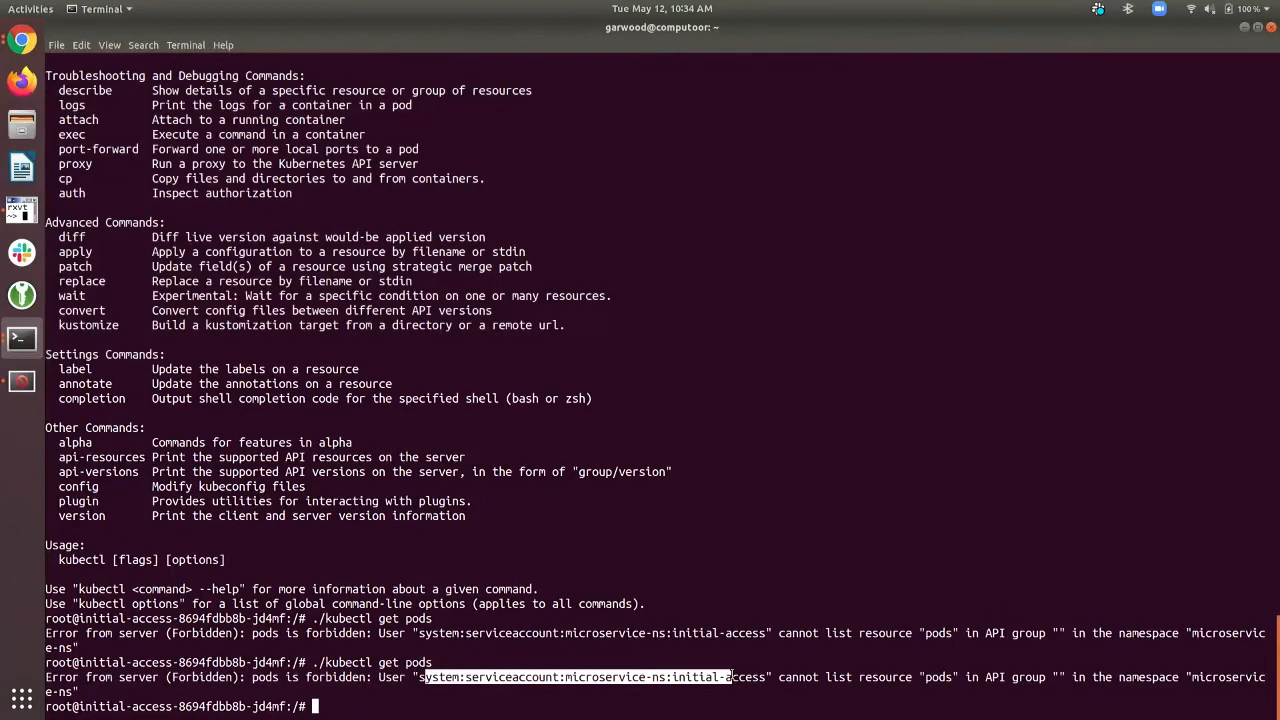 Activities Terminal Tue May 12, 10:34 AM 100%
garwood@computoor: ~
File Edit View Search Terminal Help
Troubleshooting and Debugging Commands:
describe Show details of a specific resource or group of resources
logs Print the logs for a container in a pod
attach Attach to a running container
exec Execute a command in a container
port-forward Forward one or more local ports to a pod
proxy Run a proxy to the Kubernetes API server
cp Copy files and directories to and from containers.
auth Inspect authorization
Advanced Commands:
diff Diff live version against would-be applied version
apply Apply a configuration to a resource by filename or stdin
patch Update field(s) of a resource using strategic merge patch
replace Replace a resource by filename or stdin
wait Experimental: Wait for a specific condition on one or many resources.
convert Convert config files between different API versions
kustomize Build a kustomization target from a directory or a remote url.
Settings Commands:
label Update the labels on a resource
annotate Update the annotations on a resource
completion Output shell completion code for the specified shell (bash or zsh)
Other Commands:
alpha Commands for features in alpha
api-resources Print the supported API resources on the server
api-versions Print the supported API versions on the server, in the form of "group/version"
config Modify kubeconfig files
plugin Provides utilities for interacting with plugins.
version Print the client and server version information
Usage:
kubectl [flags] [options]
Use "kubectl <command> --help" for more information about a given command.
Use "kubectl options" for a list of global command-line options (applies to all commands).
root@initial-access-8694fdbb8b-jd4mf:/# ./kubectl get pods
Error from server (Forbidden): pods is forbidden: User "system:serviceaccount:microservice-ns:initial-access" cannot list resource "pods" in API group "" in the namespace "microservic
e-ns"
root@initial-access-8694fdbb8b-jd4mf:/# ./kubectl get pods
Error from server (Forbidden): pods is forbidden: User "system:serviceaccount:microservice-ns:initial-access" cannot list resource "pods" in API group "" in the namespace "microservic
e-ns"
root@initial-access-8694fdbb8b-jd4mf:/#
rxvt
~>